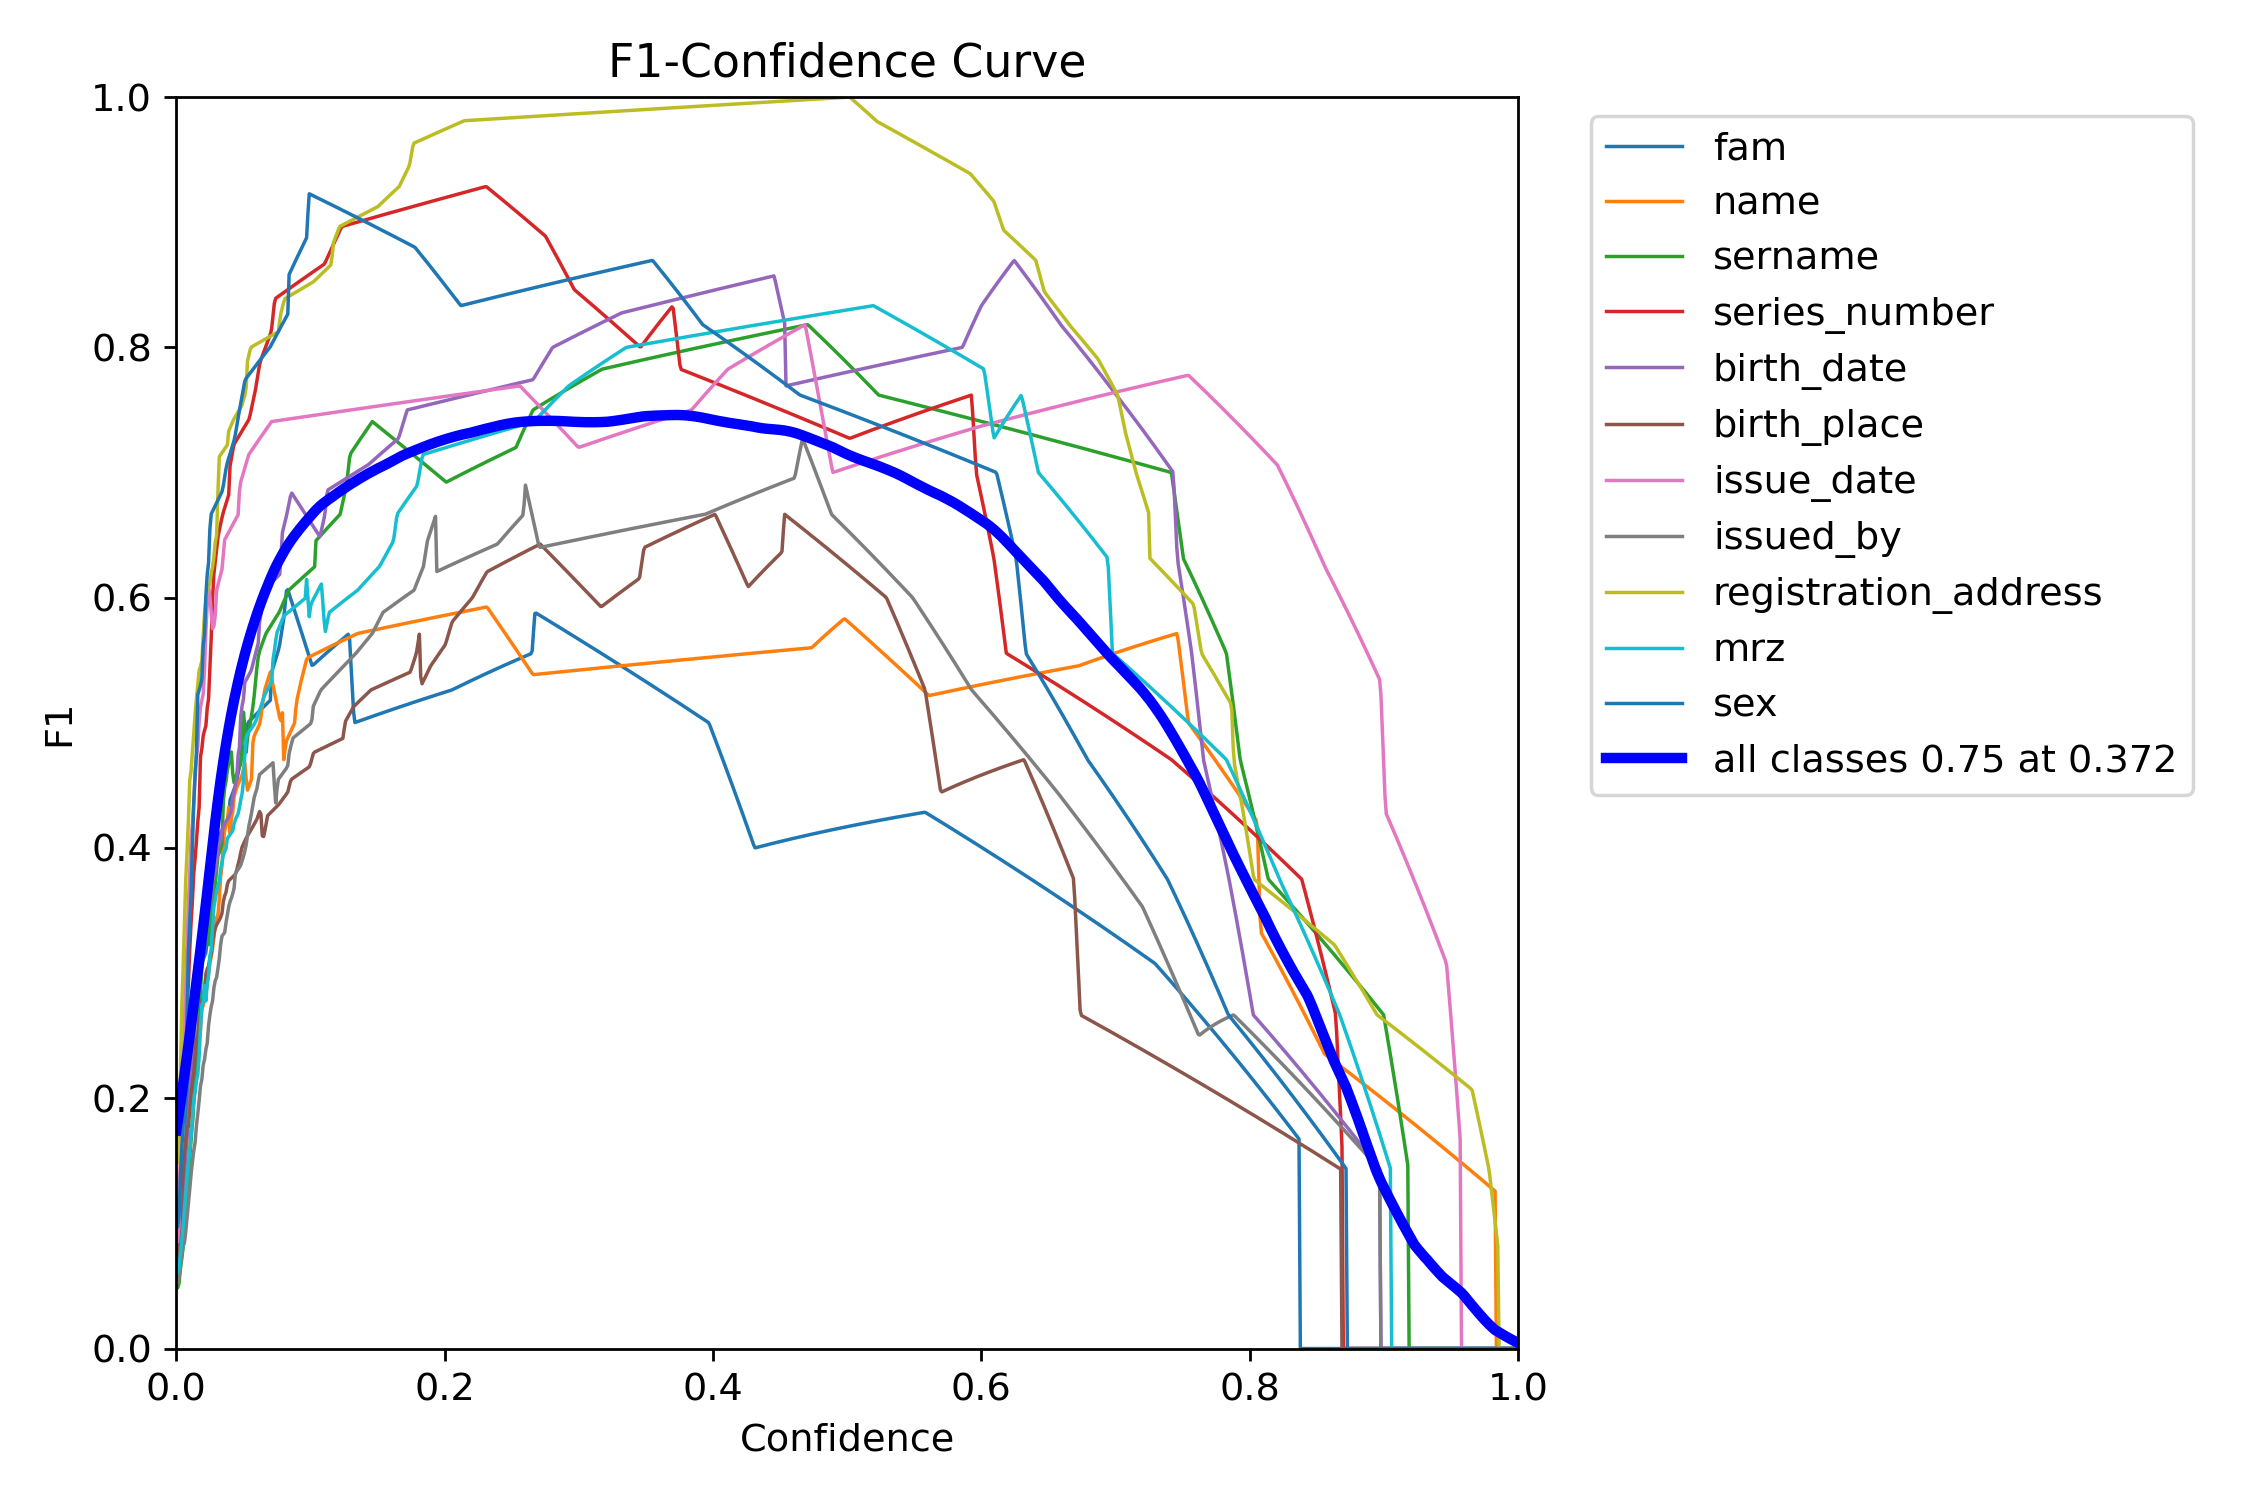 F1-Confidence Curve
1.0
0.8
0.6
0.4
0.2
0.0
F1
0.0 0.2 0.4 0.6 0.8 1.0
Confidence
fam
name
sername
series_number
birth_date
birth_place
issue_date
issued_by
registration_address
mrz
sex
all classes 0.75 at 0.372